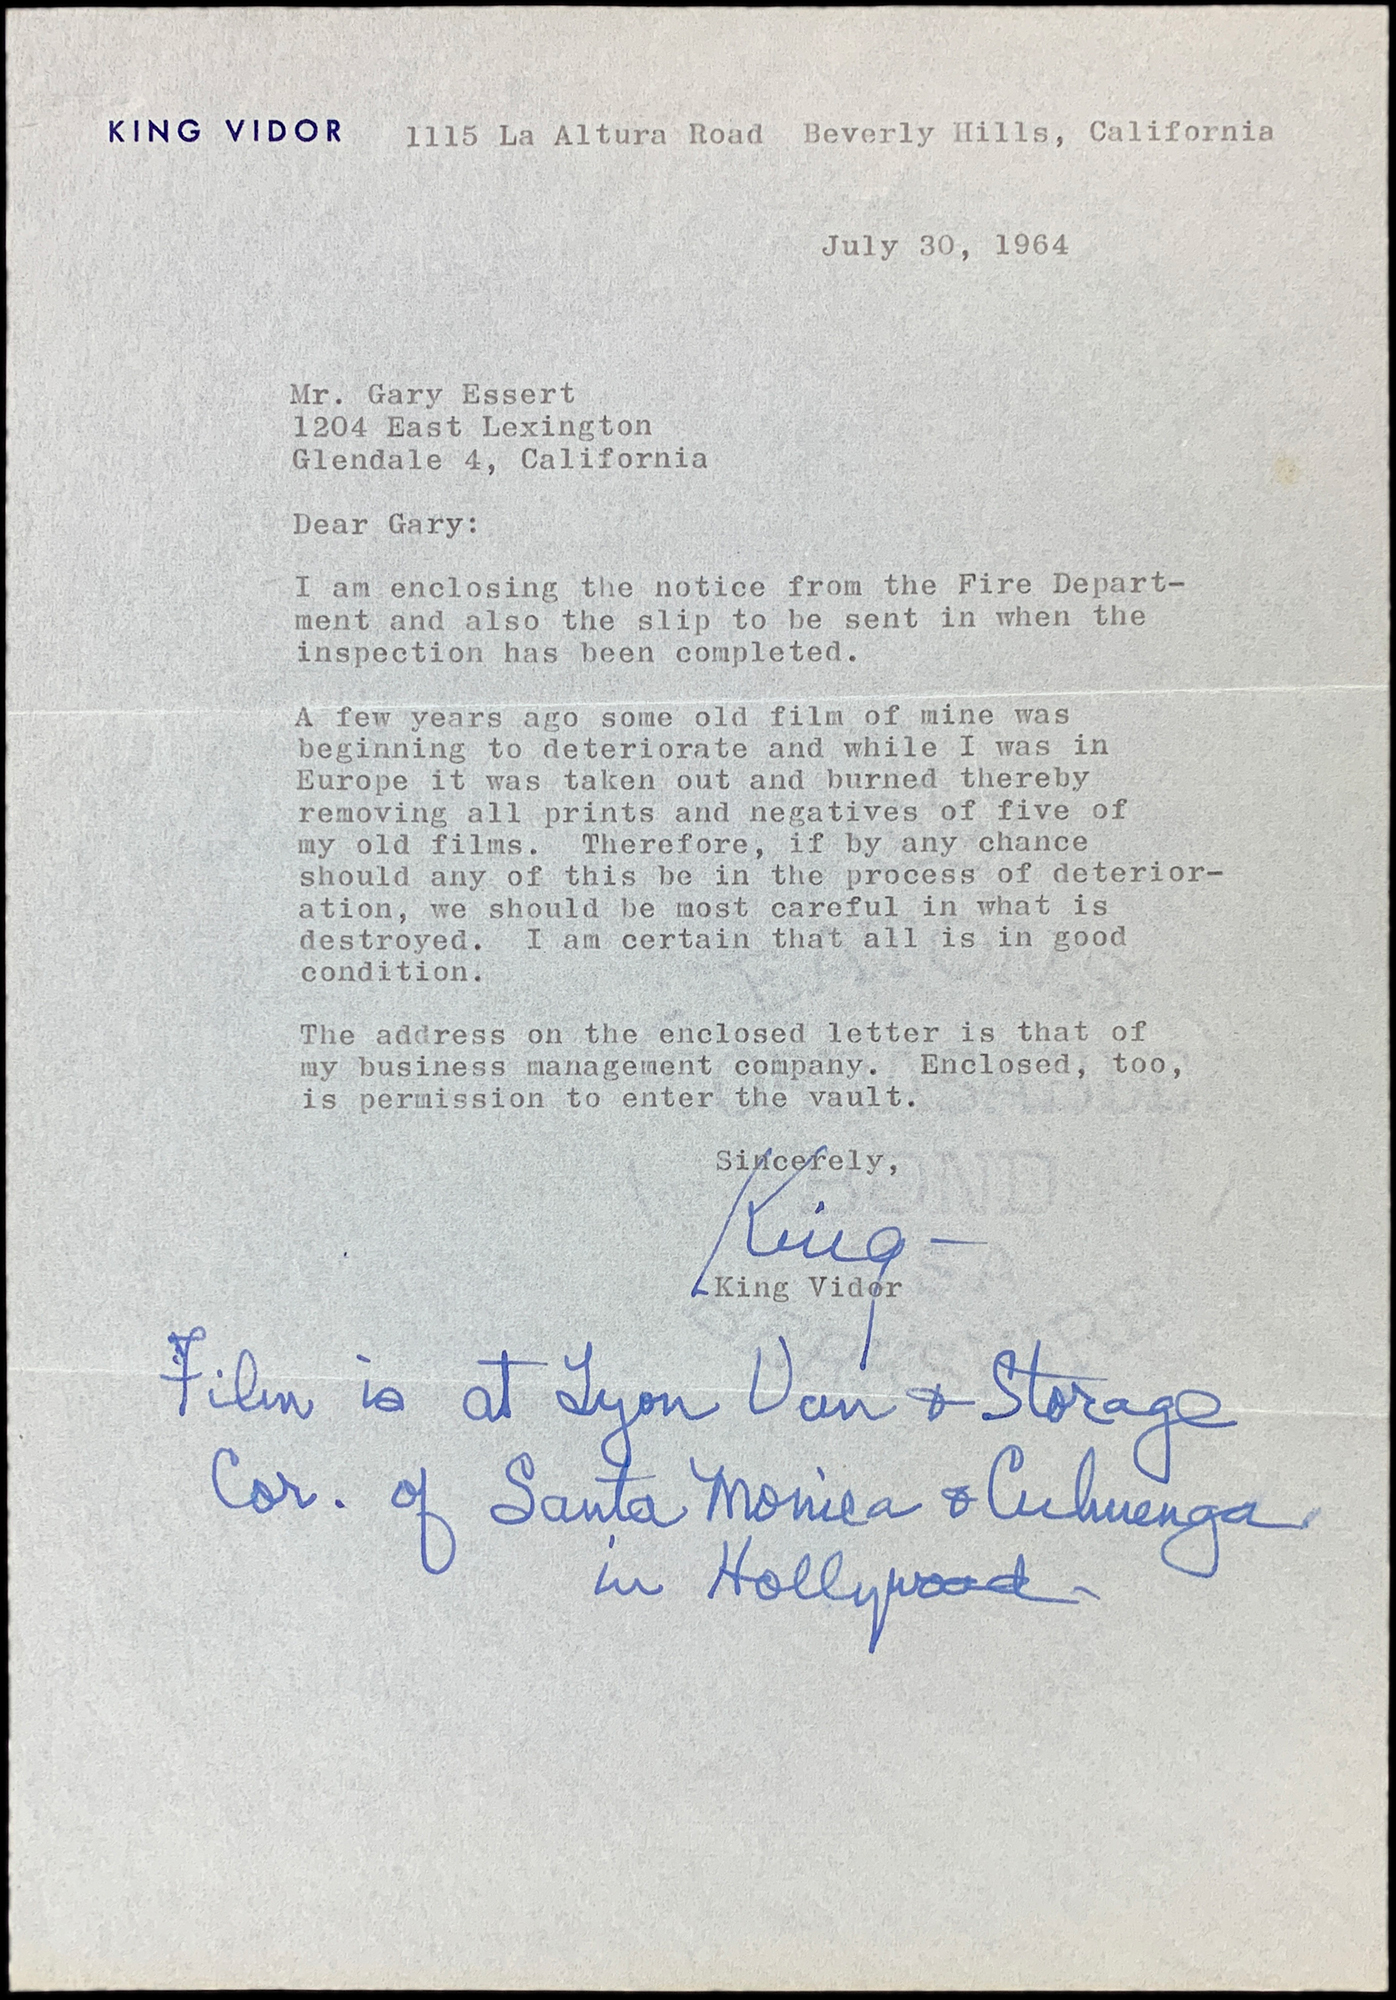 KING VIDOR 1115 La Altura Road Beverly Hills, California
July 30, 1964
Mr. Gary Essert
1204 East Lexington
Glendale 4, California
Dear Gary:
I am enclosing the notice from the Fire Depart-
ment and also the slip to be sent in when the
inspection has been completed.
A few years ago some old film of mine was
beginning to deteriorate and while I was in
Europe it was taken out and burned thereby
removing all prints and negatives of five of
my old films. Therefore, if by any chance
should any of this be in the process of deterior-
ation, we should be most careful in what is
destroyed. I am certain that all is in good
condition.
The address on the enclosed letter is that of
my business management company. Enclosed, too,
is permission to enter the vault.
Sincerely,
King -
King Vidor
Film is at Lyon Van & Storage
Cor. of Santa Monica & Cuhuenga
in Hollywood -